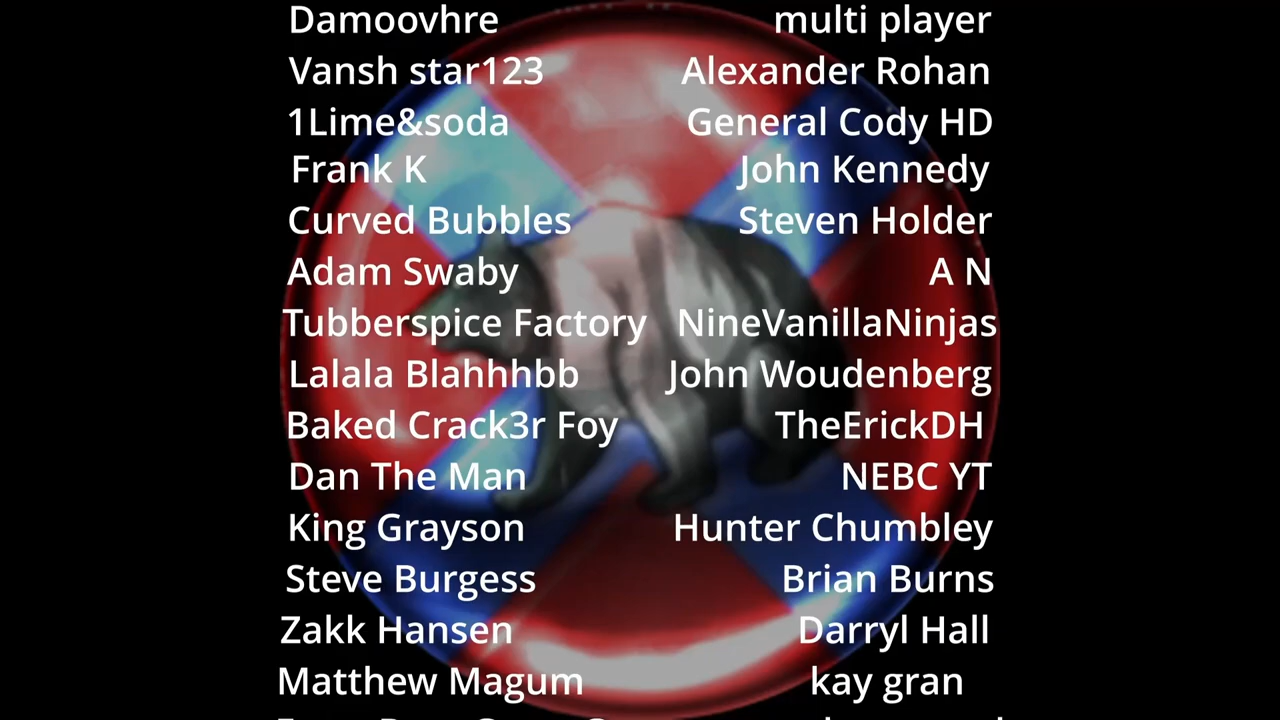 Damoovhre multi player
Vansh star123 Alexander Rohan
1Lime&soda General Cody HD
Frank K John Kennedy
Curved Bubbles Steven Holder
Adam Swaby A N
Tubberspice Factory NineVanillaNinjas
Lalala Blahhhbb John Woudenberg
Baked Crack3r Foy TheErickDH
Dan The Man NEBC YT
King Grayson Hunter Chumbley
Steve Burgess Brian Burns
Zakk Hansen Darryl Hall
Matthew Magum kay gran